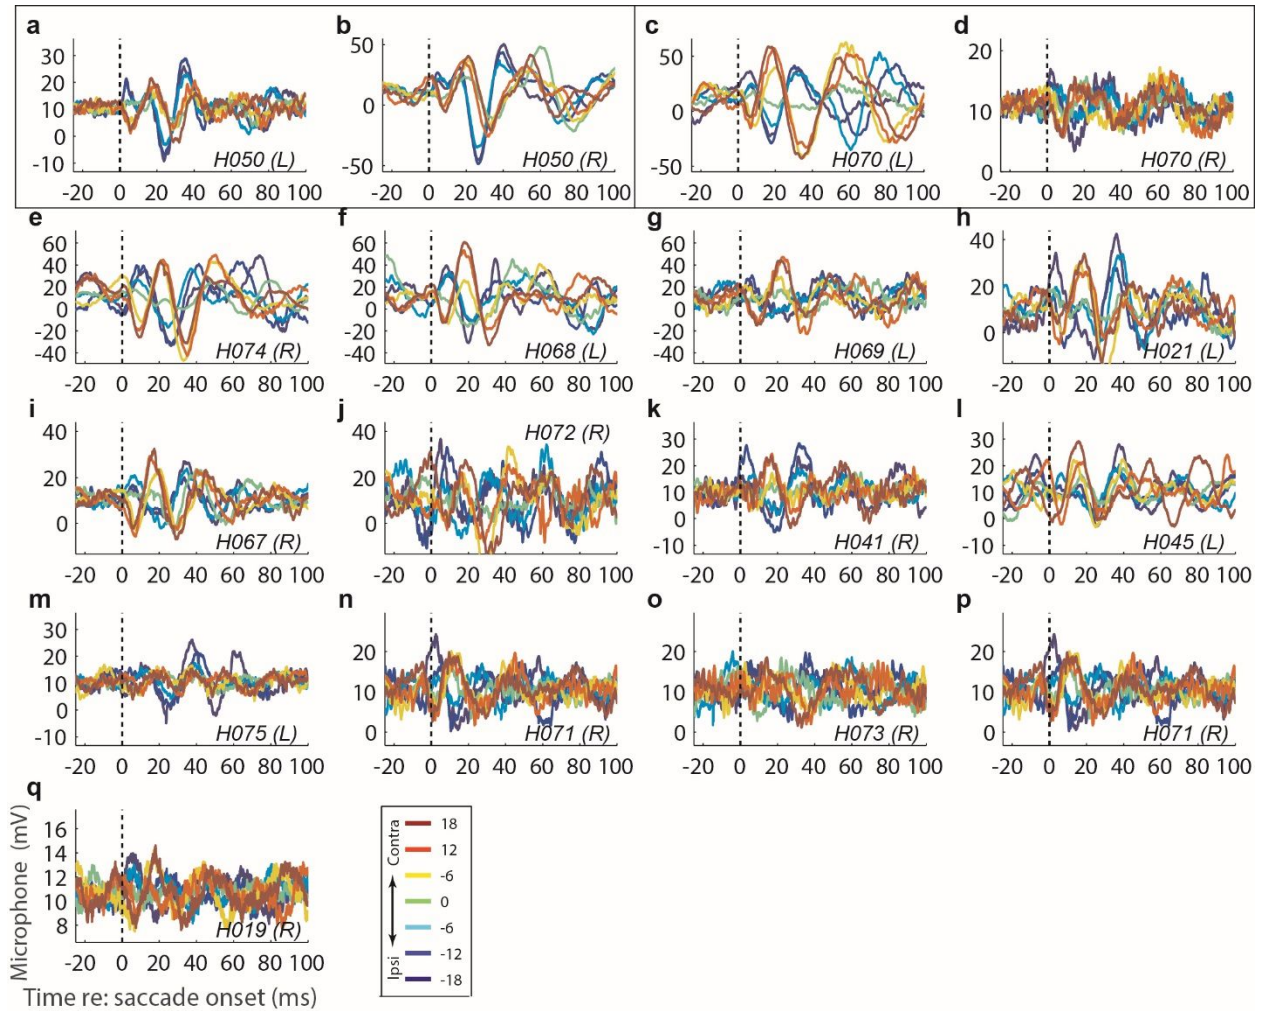 a b c d
30
20
10
0
-10
-20 0 20 40 60 80 100
H050 (L)
50
0
-50
-20 0 20 40 60 80 100
H050 (R)
50
0
-50
-20 0 20 40 60 80 100
H070 (L)
20
10
0
-20 0 20 40 60 80 100
H070 (R)
e f g h
60
40
20
0
-20
-40
-20 0 20 40 60 80 100
H074 (R)
60
40
20
0
-20
-40
-20 0 20 40 60 80 100
H068 (L)
60
40
20
0
-20
-40
-20 0 20 40 60 80 100
H069 (L)
40
20
0
-20 0 20 40 60 80 100
H021 (L)
i j k l
40
20
0
-20 0 20 40 60 80 100
H067 (R)
40
20
0
-20 0 20 40 60 80 100
H072 (R)
30
20
10
0
-10
-20 0 20 40 60 80 100
H041 (R)
30
20
10
0
-10
-20 0 20 40 60 80 100
H045 (L)
m n o p
30
20
10
0
-10
-20 0 20 40 60 80 100
H075 (L)
20
10
0
-20 0 20 40 60 80 100
H071 (R)
20
10
0
-20 0 20 40 60 80 100
H073 (R)
20
10
0
-20 0 20 40 60 80 100
H071 (R)
q
16
14
12
10
8
-20 0 20 40 60 80 100
H019 (R)
Microphone (mV)
Time re: saccade onset (ms)
Contra
Ipsi
18
12
-6
0
-6
-12
-18